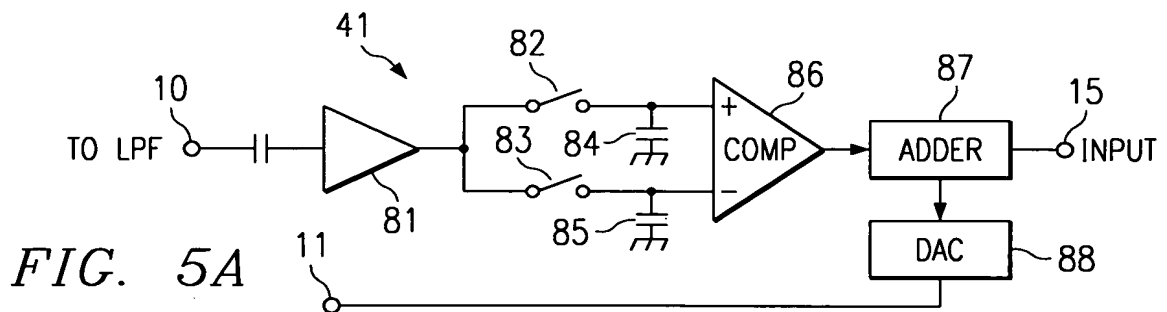 41
82
86
87
15
10
TO LPF
+
COMP
−
ADDER
INPUT
84
83
81
85
DAC
88
11
FIG. 5A